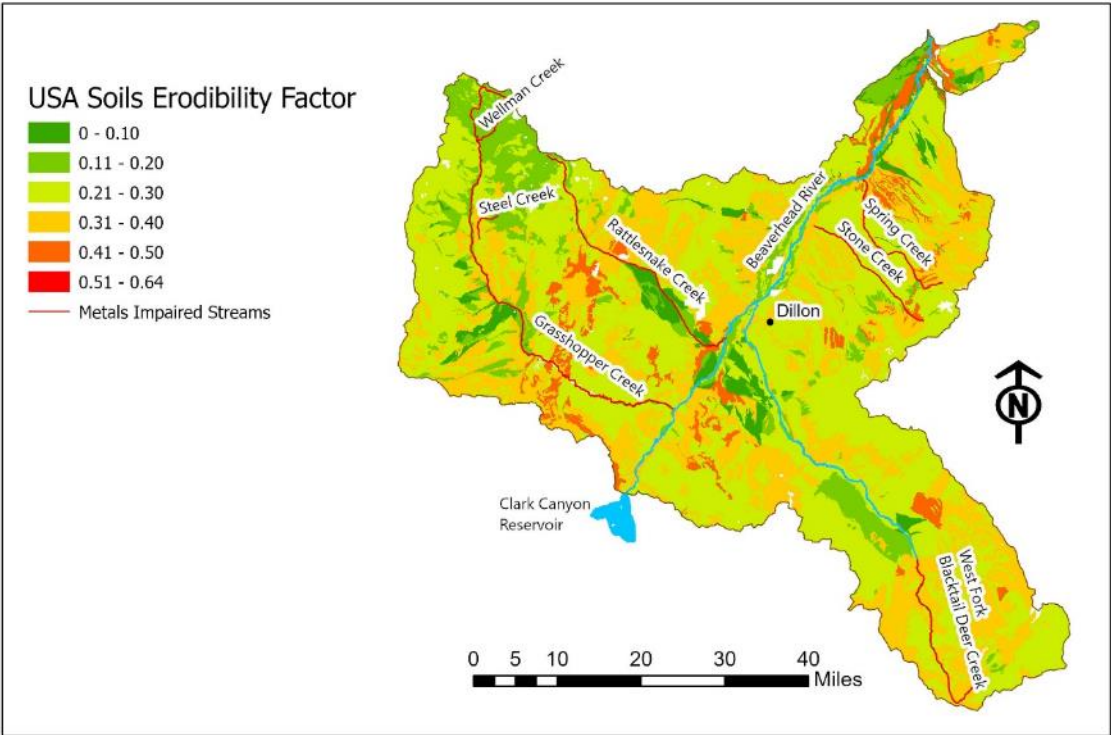 USA Soils Erodibility Factor
0 - 0.10
0.11 - 0.20
0.21 - 0.30
0.31 - 0.40
0.41 - 0.50
0.51 - 0.64
Metals Impaired Streams
Wellman Creek
Steel Creek
Rattlesnake Creek
Grasshopper Creek
Beaverhead River
Spring Creek
Stone Creek
Dillon
Clark Canyon
Reservoir
West Fork
Blacktail Deer Creek
N
0 5 10 20 30 40
Miles